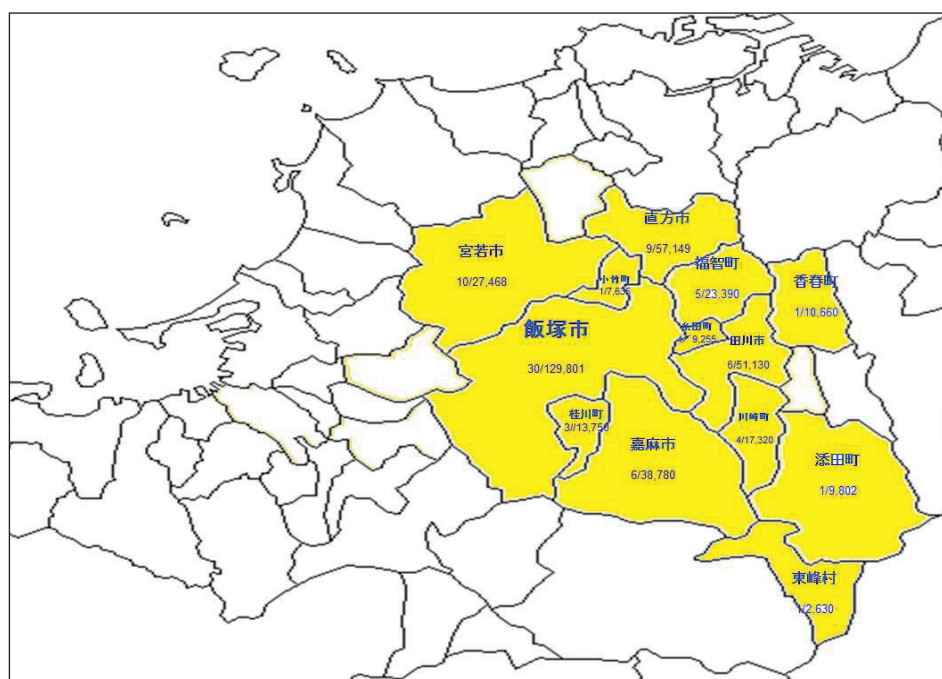 直方市
9/57,149
宮若市
10/27,468
福智町
5/23,390
小竹町
1/7,635
香春町
1/10,660
飯塚市
30/129,801
糸田町
9,255
田川市
6/51,130
桂川町
3//13,750
川崎町
4/17,320
嘉麻市
6/38,780
添田町
1/9,802
東峰村
1/2,630